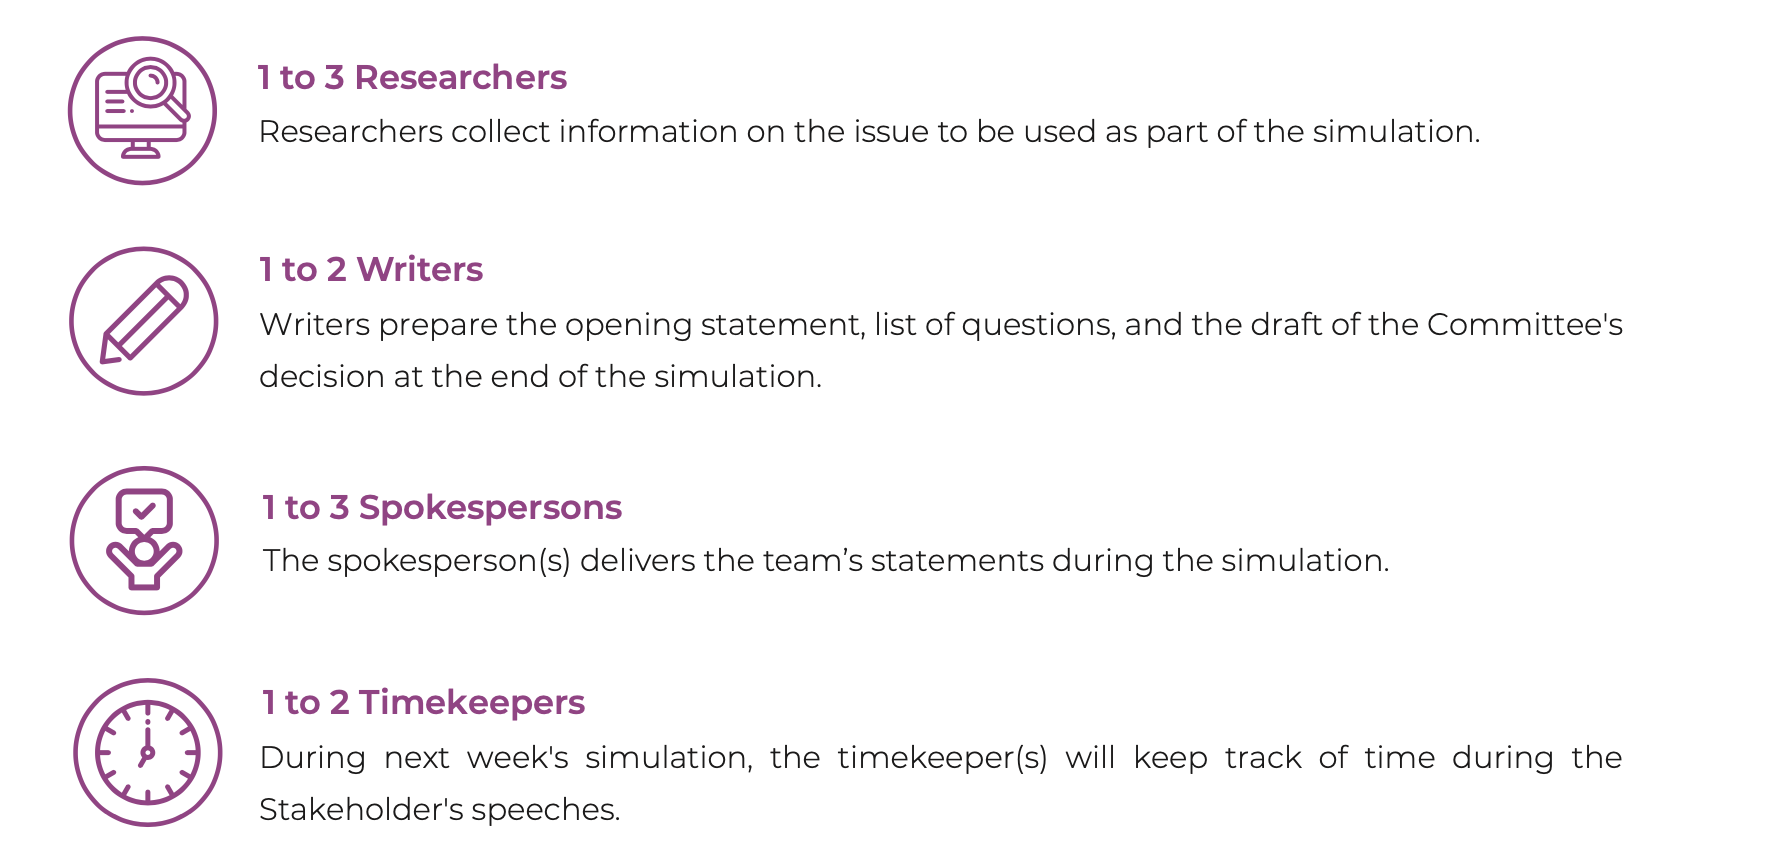 1 to 3 Researchers
Researchers collect information on the issue to be used as part of the simulation.
1 to 2 Writers
Writers prepare the opening statement, list of questions, and the draft of the Committee's
decision at the end of the simulation.
1 to 3 Spokespersons
The spokesperson(s) delivers the team’s statements during the simulation.
1 to 2 Timekeepers
During next week's simulation, the timekeeper(s) will keep track of time during the
Stakeholder's speeches.